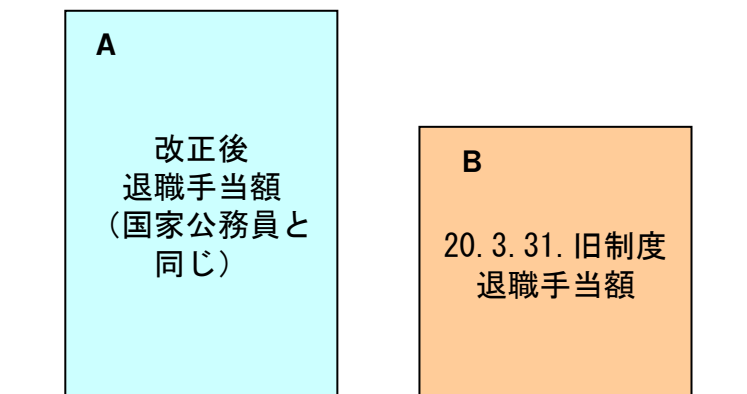 A
改正後
退職手当額
（国家公務員と
同じ）
B
20.3.31.旧制度
退職手当額